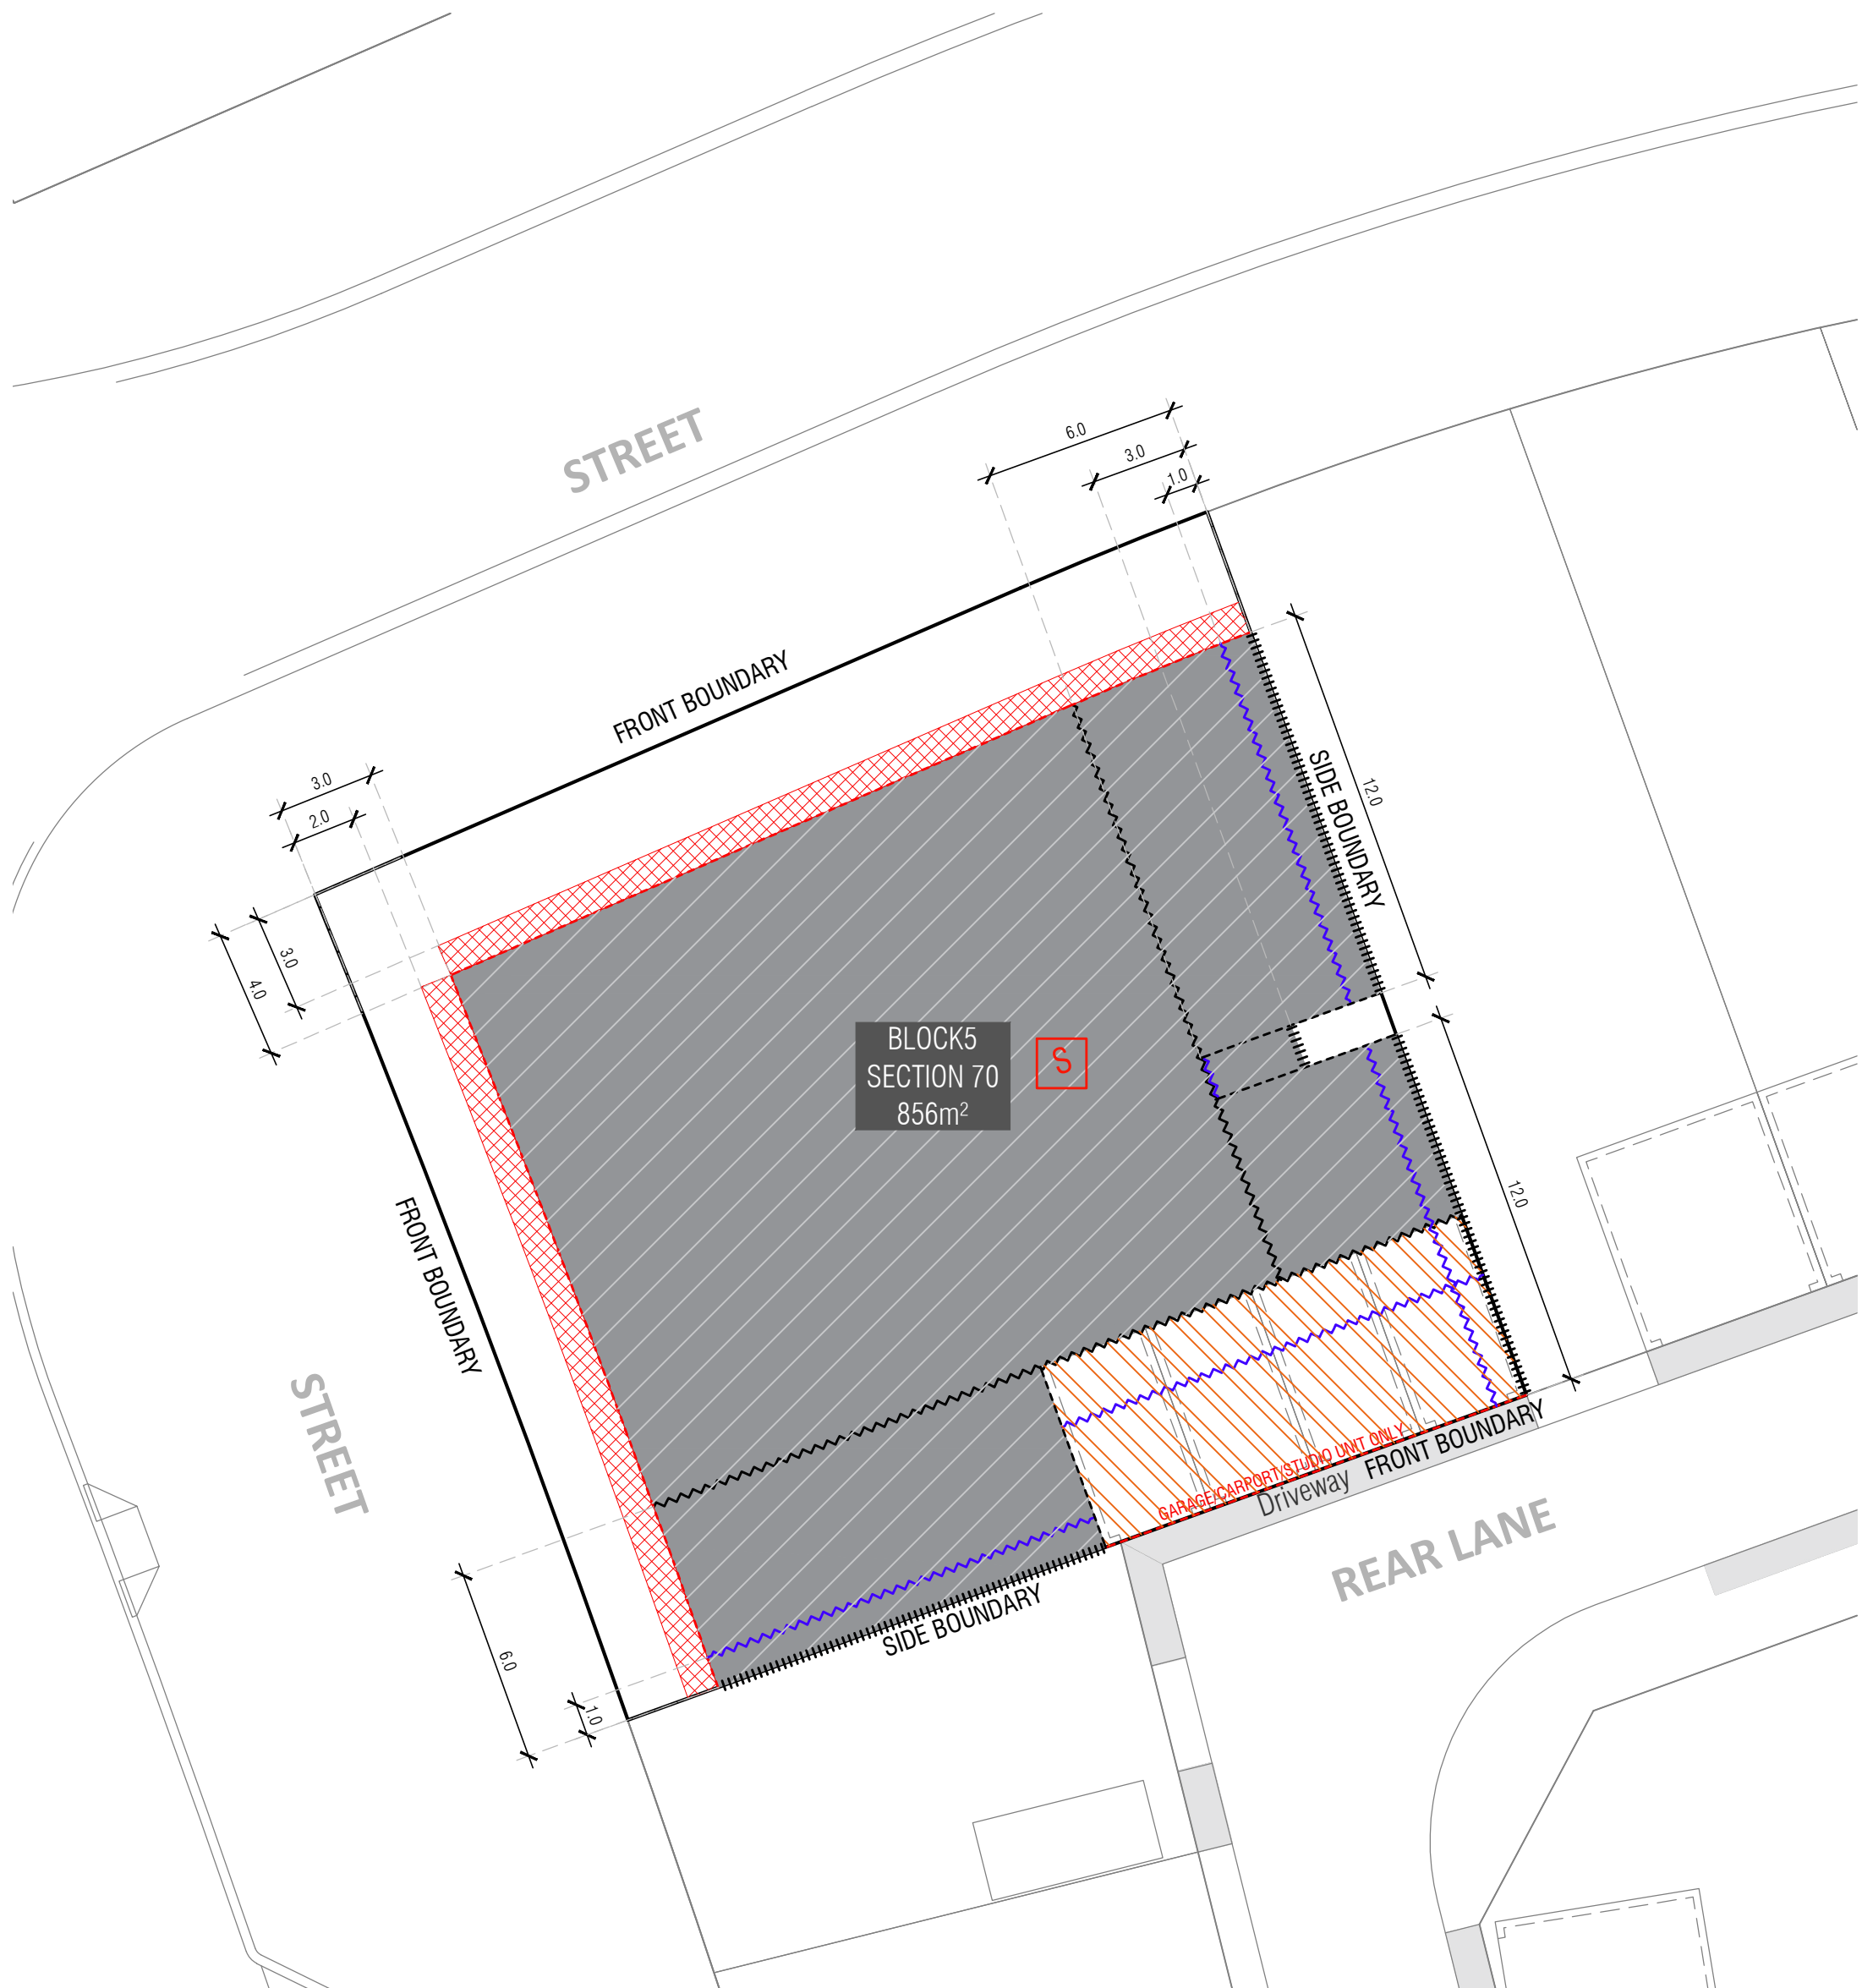 STREET
6.0
3.0
1.0
FRONT BOUNDARY
3.0
2.0
SIDE BOUNDARY
12.0
3.0
4.0
BLOCK5
SECTION 70
856m²
S
FRONT BOUNDARY
12.0
STREET
GARAGE/CARPORT/STUDIO UNIT ONLY
FRONT BOUNDARY
Driveway
REAR LANE
SIDE BOUNDARY
6.0
1.0